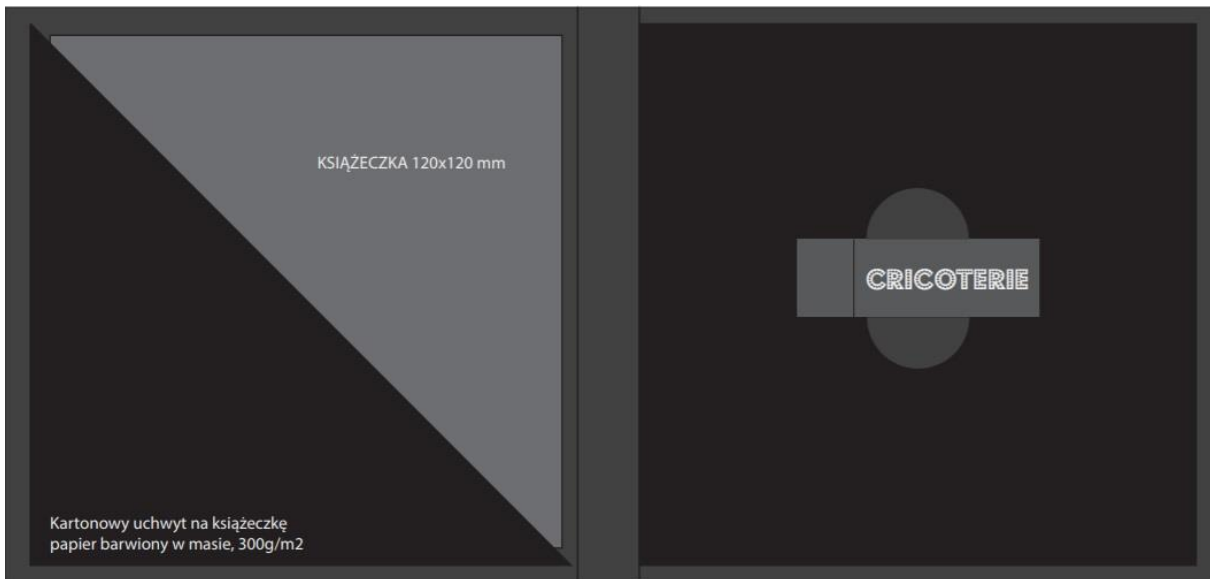 KSIĄŻECZKA 120x120 mm
CRICOTERIE
Kartonowy uchwyt na książeczkę
papier barwiony w masie, 300g/m2